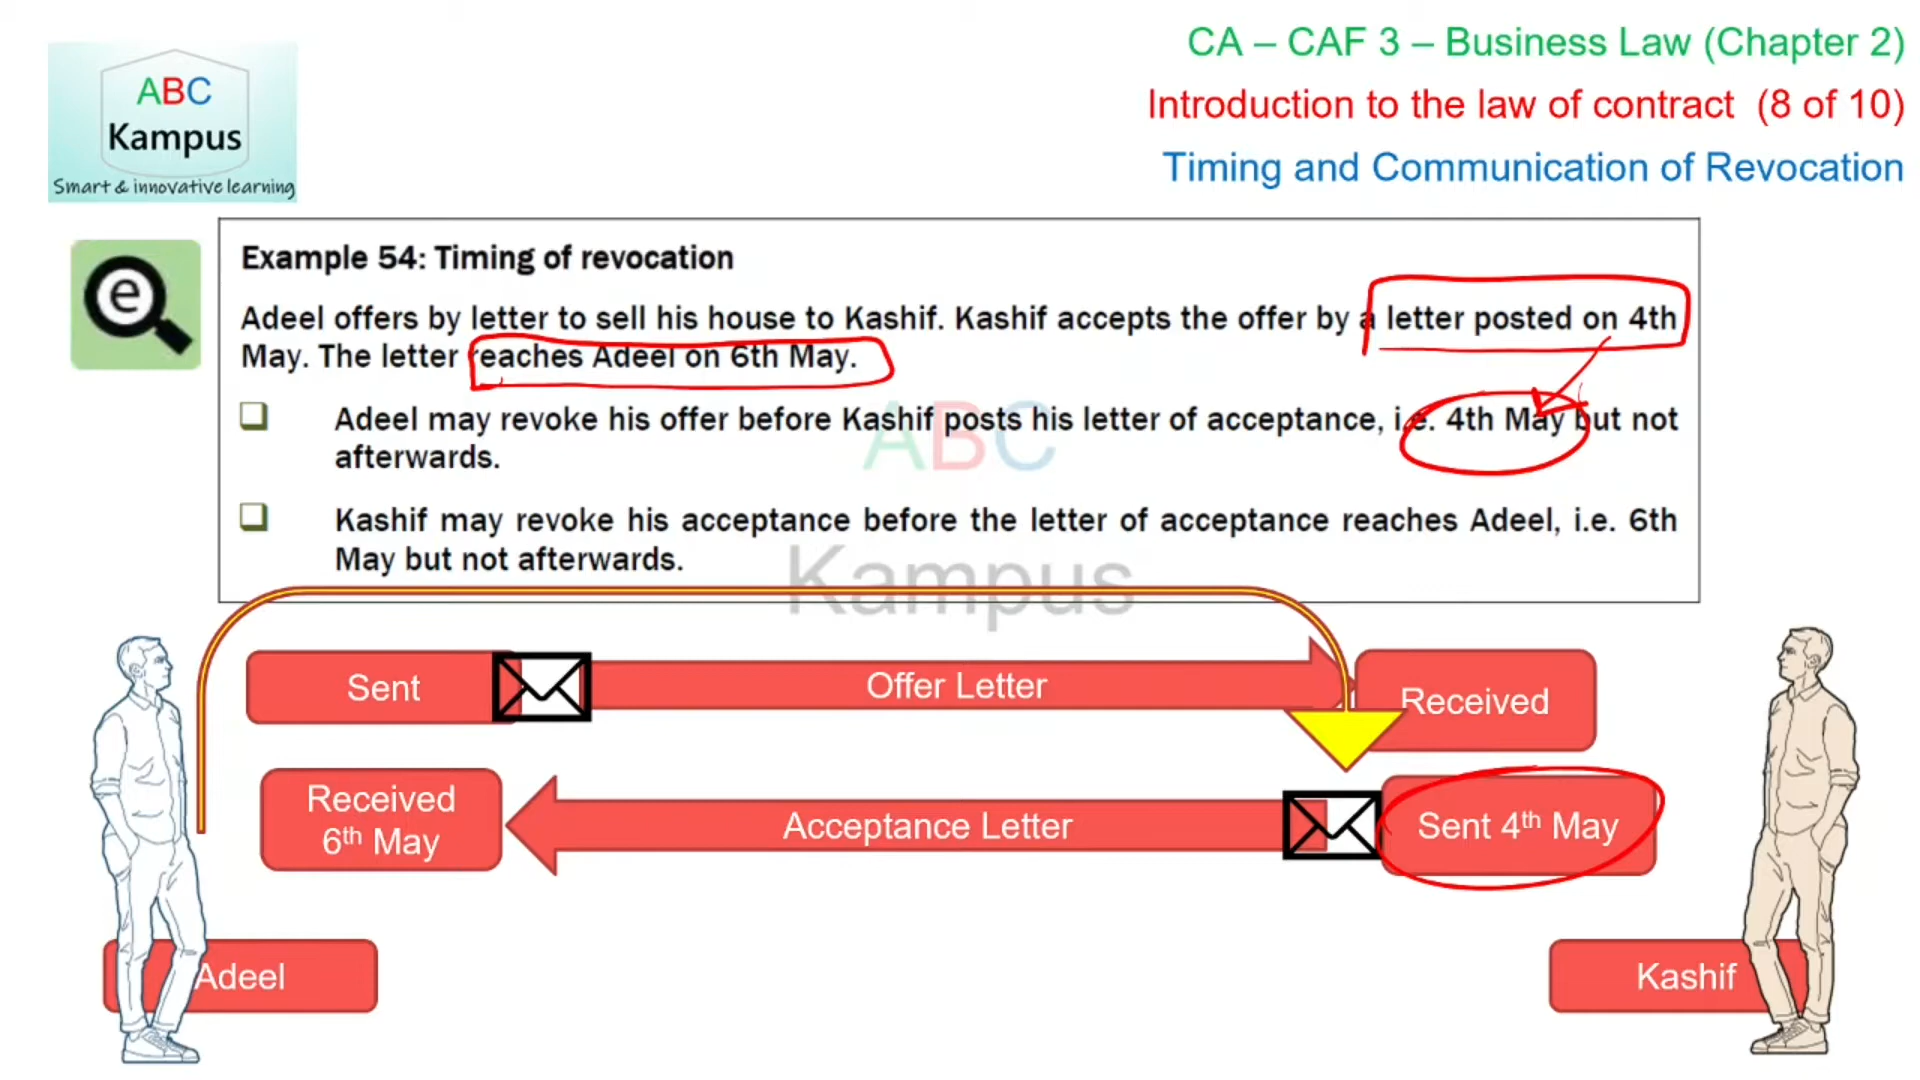 ABC
Kampus
Smart & innovative learning
CA – CAF 3 – Business Law (Chapter 2)
Introduction to the law of contract (8 of 10)
Timing and Communication of Revocation
e
Example 54: Timing of revocation
Adeel offers by letter to sell his house to Kashif. Kashif accepts the offer by a letter posted on 4th
May. The letter reaches Adeel on 6th May.
Adeel may revoke his offer before Kashif posts his letter of acceptance, i.e. 4th May but not
afterwards.
Kashif may revoke his acceptance before the letter of acceptance reaches Adeel, i.e. 6th
May but not afterwards.
ABC
Kampus
Sent
Offer Letter
Received
Received
6th May
Acceptance Letter
Sent 4th May
Adeel
Kashif